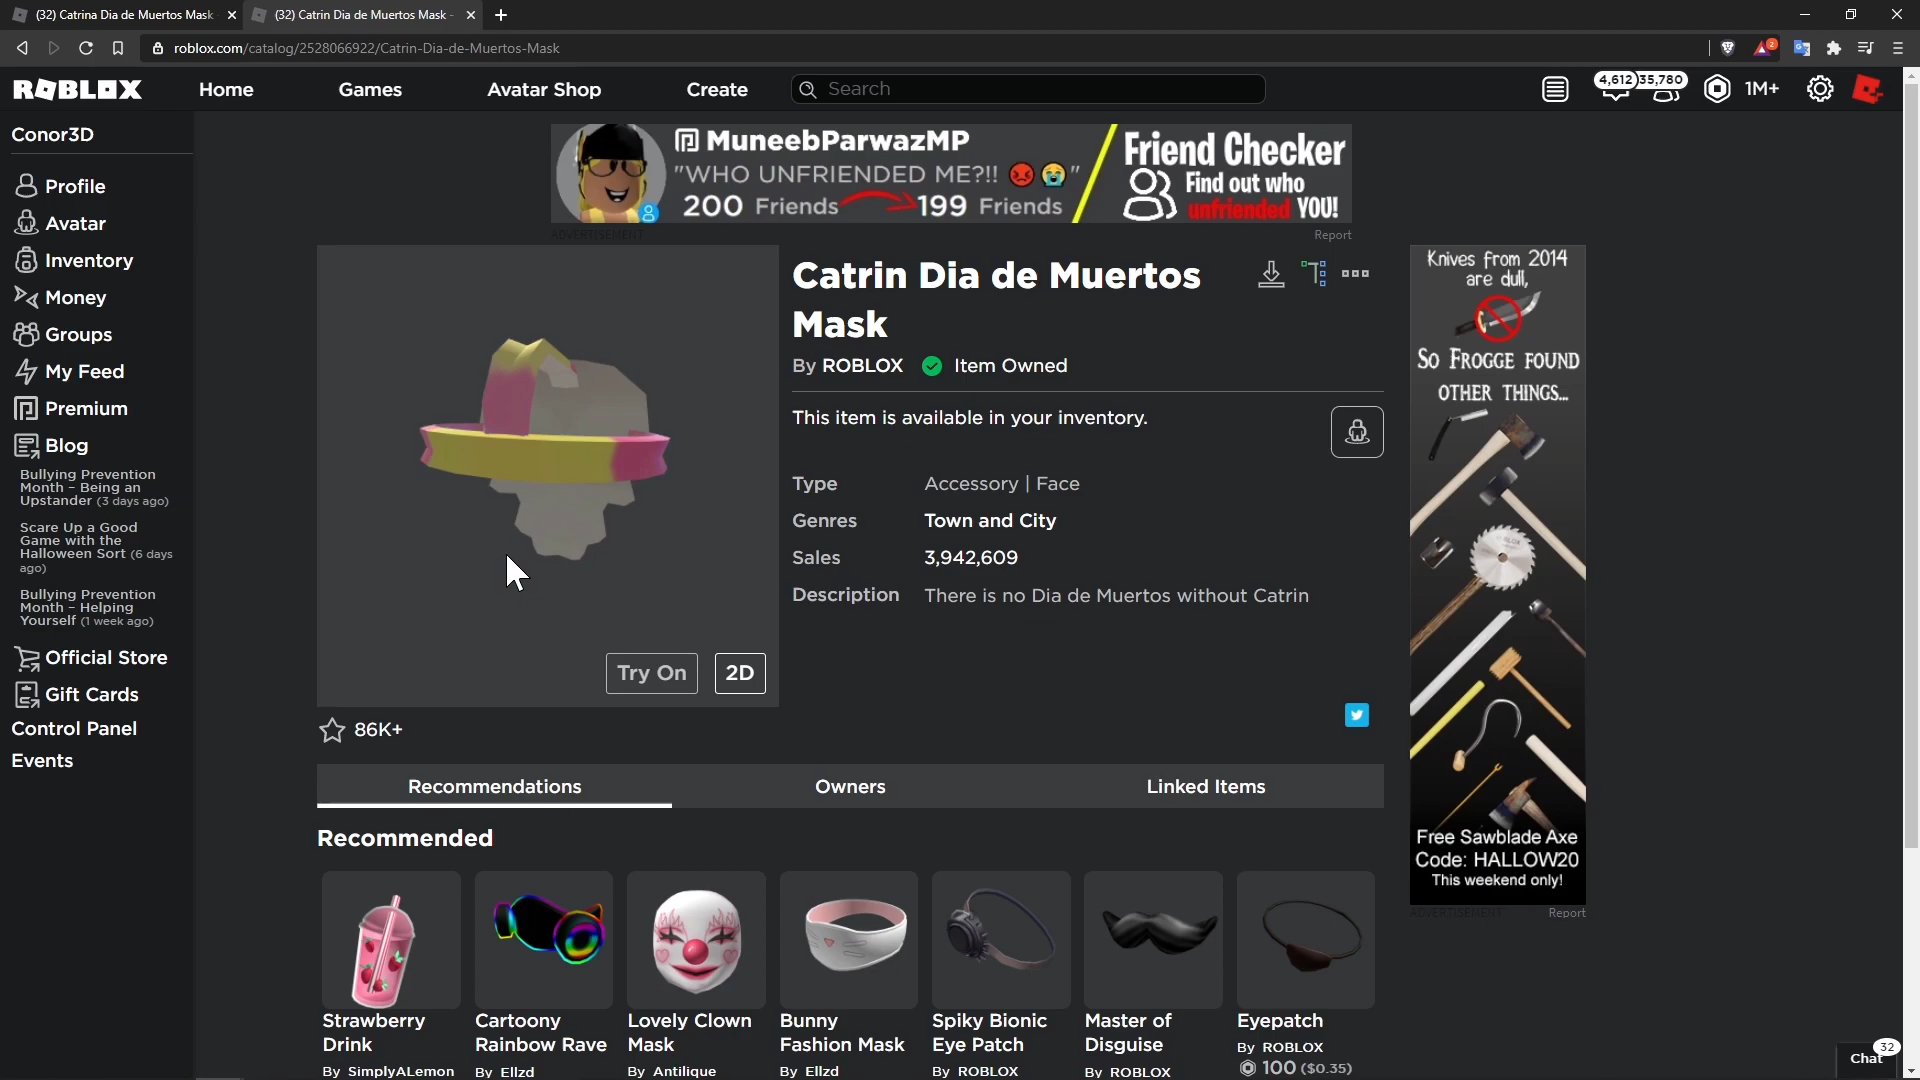 (32) Catrina Dia de Muertos Mask
(32) Catrin Dia de Muertos Mask -
roblox.com/catalog/2528066922/Catrin-Dia-de-Muertos-Mask
2
ROBLOX
Home
Games
Avatar Shop
Create
Search
4,612
35,780
1M+
Conor3D
Profile
Avatar
Inventory
Money
Groups
My Feed
Premium
Blog
Bullying Prevention
Month – Being an
Upstander (3 days ago)
Scare Up a Good
Game with the
Halloween Sort (6 days
ago)
Bullying Prevention
Month – Helping
Yourself (1 week ago)
Official Store
Gift Cards
Control Panel
Events
MuneebParwazMP
"WHO UNFRIENDED ME?!! 😡😭"
200 Friends 199 Friends
Friend Checker
Find out who
unfriended YOU!
ADVERTISEMENT
Report
Catrin Dia de Muertos
Mask
By ROBLOX Item Owned
This item is available in your inventory.
Type Accessory | Face
Genres Town and City
Sales 3,942,609
Description There is no Dia de Muertos without Catrin
Try On
2D
86K+
Recommendations
Owners
Linked Items
Recommended
Strawberry
Drink
By SimplyALemon
Cartoony
Rainbow Rave
By Ellzd
Lovely Clown
Mask
By Antilique
Bunny
Fashion Mask
By Ellzd
Spiky Bionic
Eye Patch
By ROBLOX
Master of
Disguise
By ROBLOX
Eyepatch
By ROBLOX
100 ($0.35)
Knives from 2014
are dull,
So Frogge found
other things...
Free Sawblade Axe
Code: HALLOW20
This weekend only!
ADVERTISEMENT
Report
Chat
32